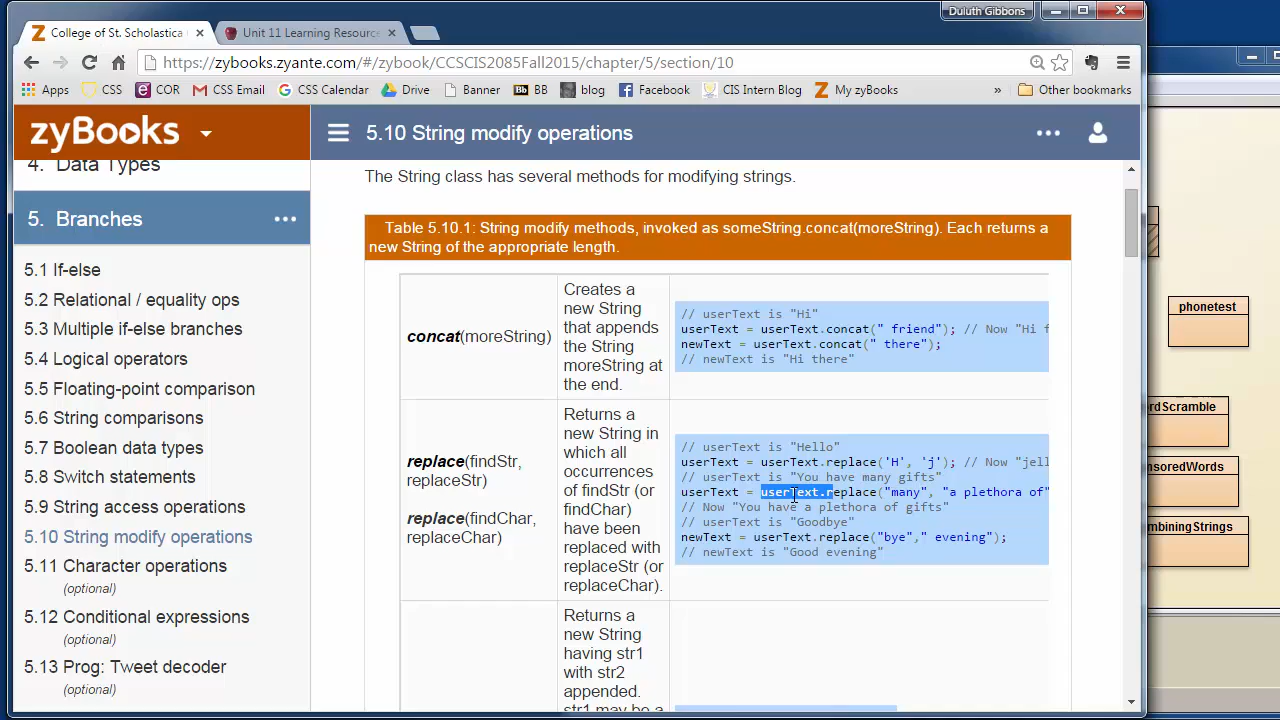 Duluth Gibbons
College of St. Scholastica
Unit 11 Learning Resource
https://zybooks.zyante.com/#/zybook/CCSCIS2085Fall2015/chapter/5/section/10
Apps CSS COR CSS Email CSS Calendar Drive Banner Bb BB blog Facebook CIS Intern Blog My zyBooks » Other bookmarks
zyBooks
5.10 String modify operations
4. Data Types
5. Branches
5.1 If-else
5.2 Relational / equality ops
5.3 Multiple if-else branches
5.4 Logical operators
5.5 Floating-point comparison
5.6 String comparisons
5.7 Boolean data types
5.8 Switch statements
5.9 String access operations
5.10 String modify operations
5.11 Character operations
(optional)
5.12 Conditional expressions
(optional)
5.13 Prog: Tweet decoder
(optional)
The String class has several methods for modifying strings.
Table 5.10.1: String modify methods, invoked as someString.concat(moreString). Each returns a
new String of the appropriate length.
concat(moreString)
Creates a
new String
that appends
the String
moreString at
the end.
// userText is "Hi"
userText = userText.concat(" friend"); // Now "Hi f
newText = userText.concat(" there");
// newText is "Hi there"
replace(findStr,
replaceStr)
replace(findChar,
replaceChar)
Returns a
new String in
which all
occurrences
of findStr (or
findChar)
have been
replaced with
replaceStr (or
replaceChar).
// userText is "Hello"
userText = userText.replace('H', 'j'); // Now "jell
// userText is "You have many gifts"
userText = userText.replace("many", "a plethora of"
// Now "You have a plethora of gifts"
// userText is "Goodbye"
newText = userText.replace("bye"," evening");
// newText is "Good evening"
Returns a
new String
having str1
with str2
appended.
str1 may be a
phonetest
rdScramble
nsoredWords
mbiningStrings